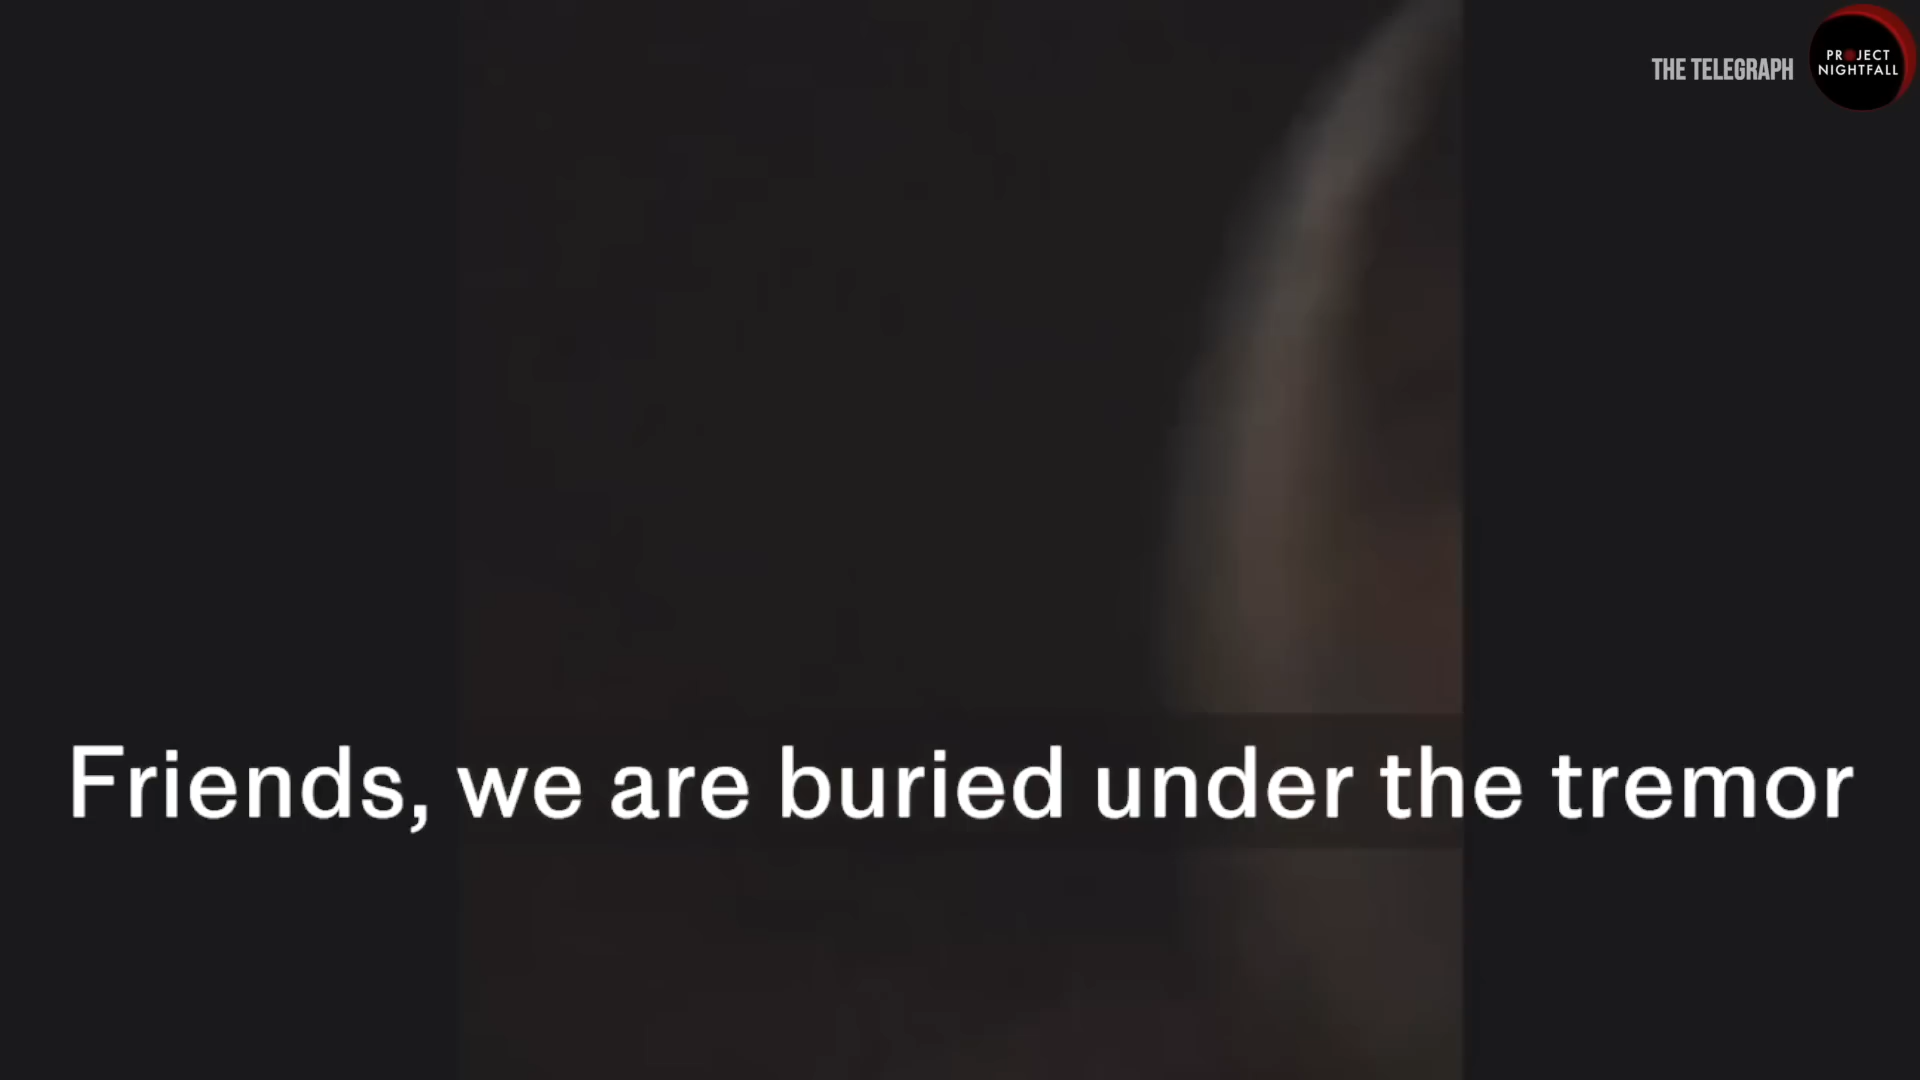 THE TELEGRAPH
PROJECT
NIGHTFALL
Friends, we are buried under the tremor